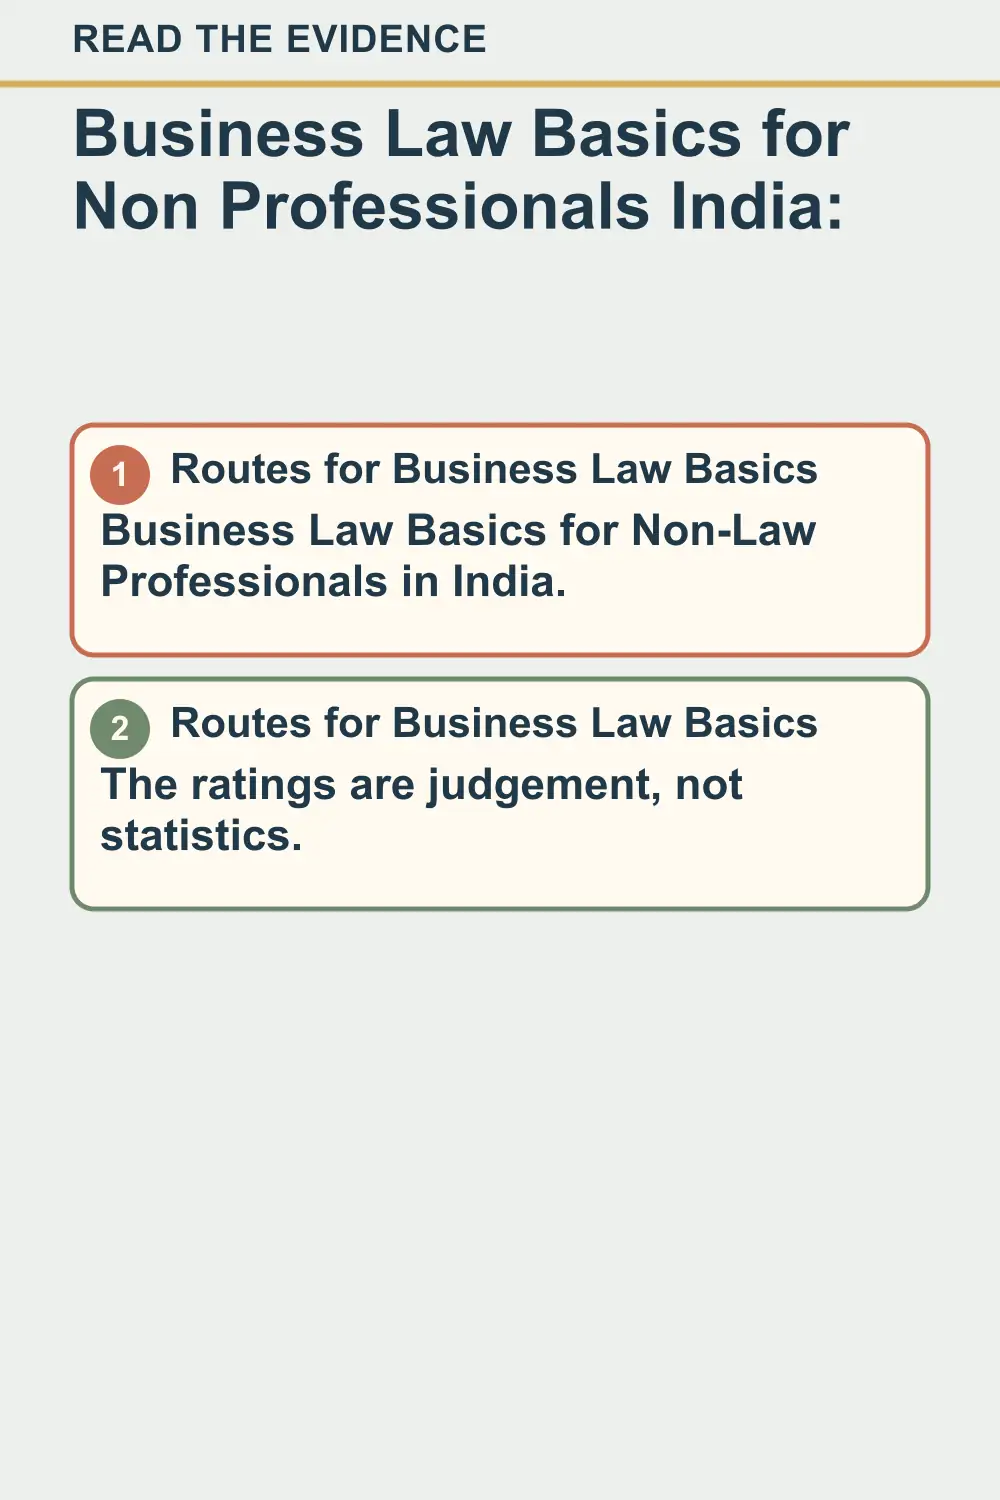 READ THE EVIDENCE
Business Law Basics for
Non Professionals India:
1 Routes for Business Law Basics
Business Law Basics for Non-Law
Professionals in India.
2 Routes for Business Law Basics
The ratings are judgement, not
statistics.